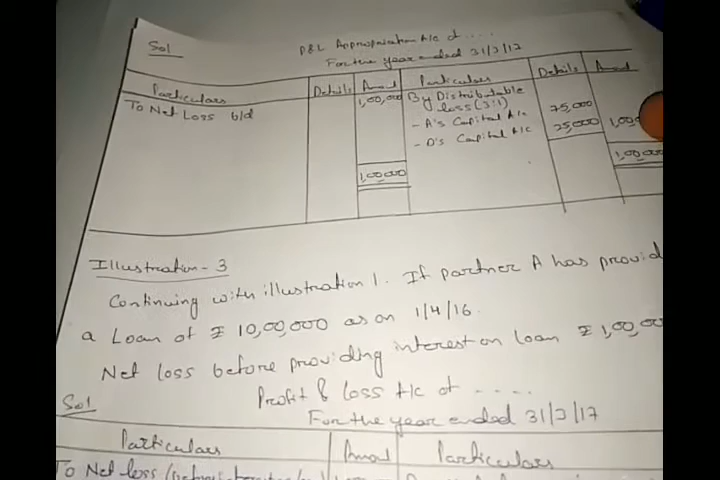 Sol
P&L Appropriation A/c of ....
For the year ended 31/3/17
Particulars Details Amount Particulars Details Amount
To Net Loss b/d 1,00,000 By Distributable
loss (3:1)
- A's Capital A/c 75,000
- D's Capital A/c 25,000 1,00
1,00,000 1,00,000
Illustration - 3
Continuing with illustration 1. If partner A has provid
a Loan of ₹ 10,00,000 as on 1/4/16.
Net loss before providing interest on loan ₹ 1,00,00
Sol
Profit & Loss A/c of .....
For the year ended 31/3/17
Particulars Amount Particulars
To Net loss